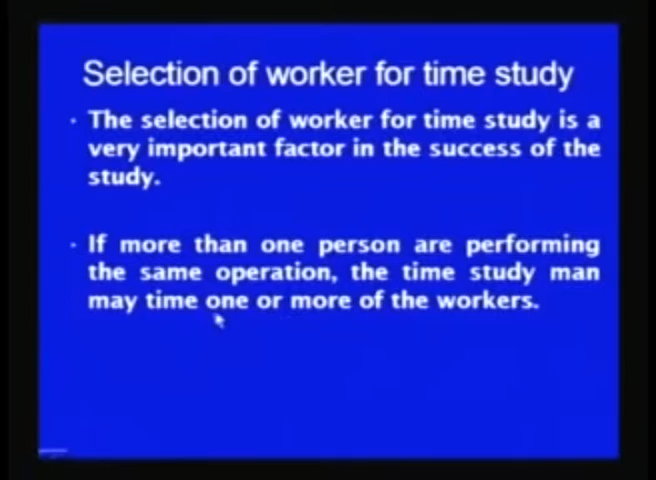 Selection of worker for time study
· The selection of worker for time study is a
very important factor in the success of the
study.
· If more than one person are performing
the same operation, the time study man
may time one or more of the workers.